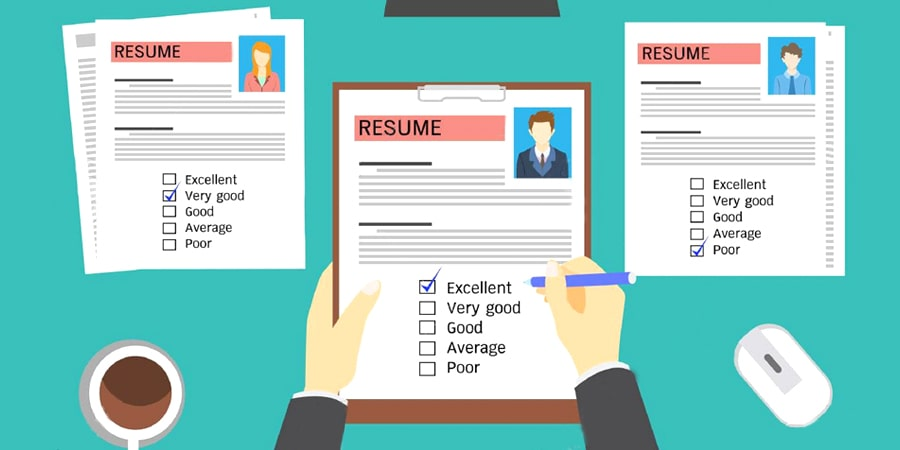 RESUME
Excellent
Very good
Good
Average
Poor
RESUME
Excellent
Very good
Good
Average
Poor
RESUME
Excellent
Very good
Good
Average
Poor